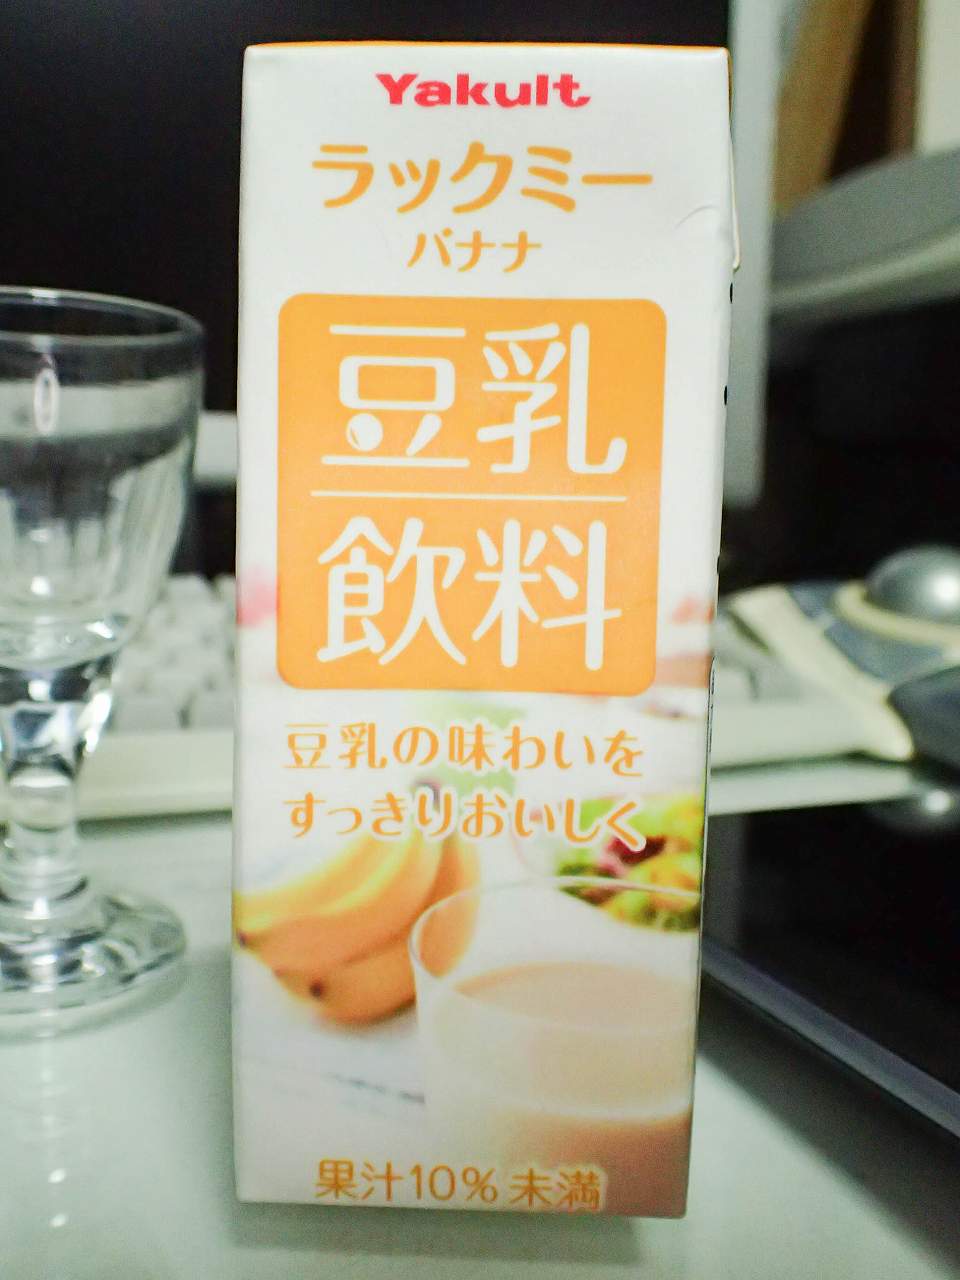 Yakult
ラックミー
バナナ
豆乳
飲料
豆乳の味わいを
すっきりおいしく
果汁10%未満